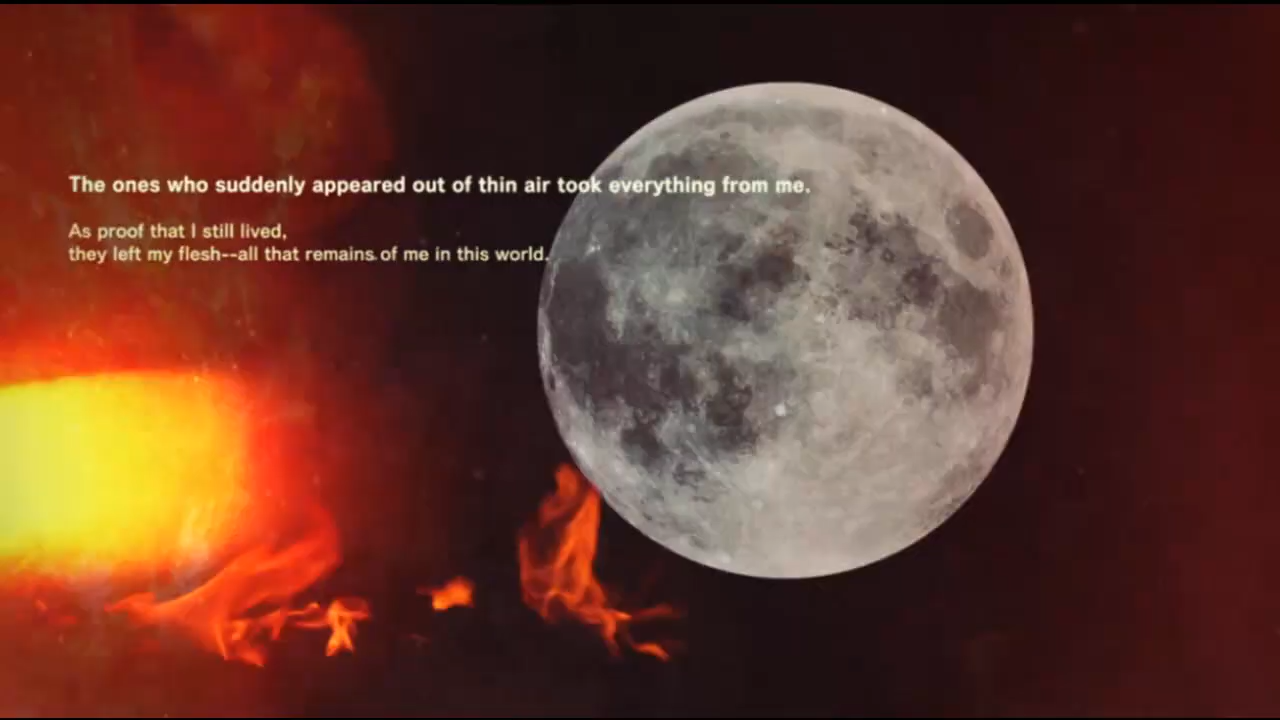 The ones who suddenly appeared out of thin air took everything from me.
As proof that I still lived,
they left my flesh--all that remains of me in this world.